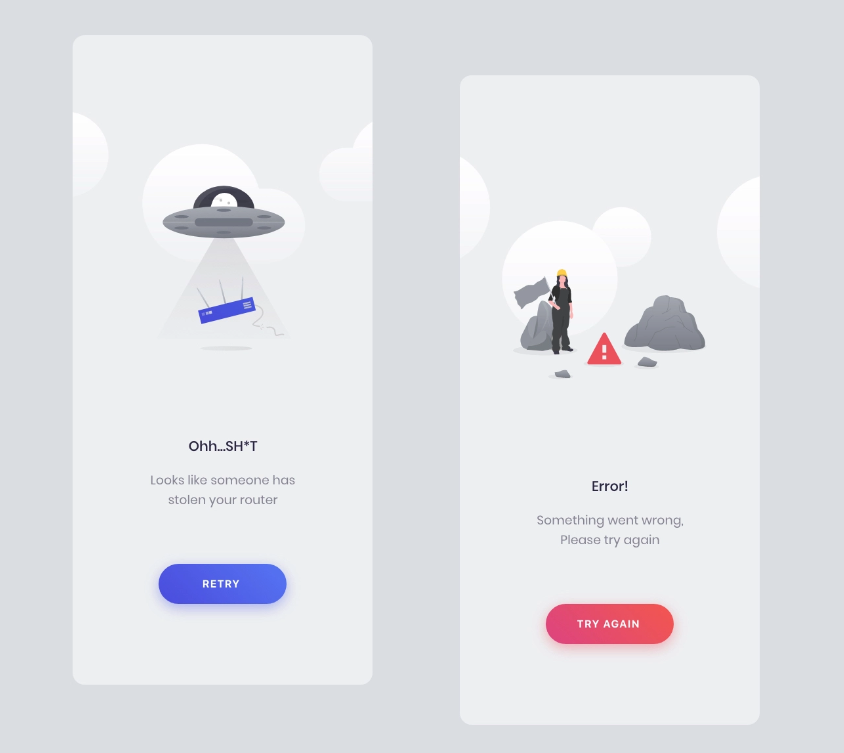 Ohh...SH*T
Looks like someone has
stolen your router
RETRY
Error!
Something went wrong,
Please try again
TRY AGAIN